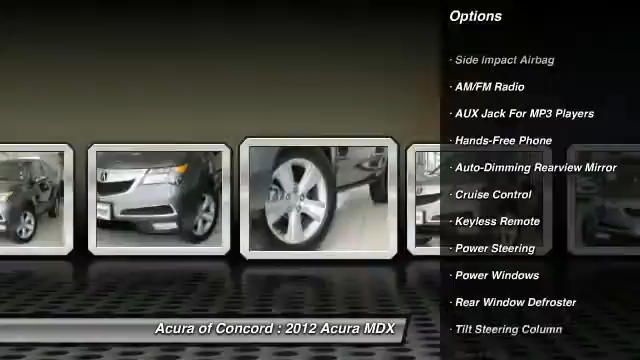 Options
· Side Impact Airbag
· AM/FM Radio
· AUX Jack For MP3 Players
· Hands-Free Phone
· Auto-Dimming Rearview Mirror
· Cruise Control
· Keyless Remote
· Power Steering
· Power Windows
· Rear Window Defroster
· Tilt Steering Column
Acura of Concord : 2012 Acura MDX